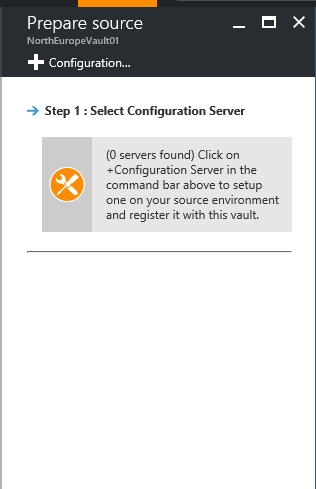 Prepare source
NorthEuropeVault01
Configuration...
Step 1 : Select Configuration Server
(0 servers found) Click on
+Configuration Server in the
command bar above to setup
one on your source environment
and register it with this vault.